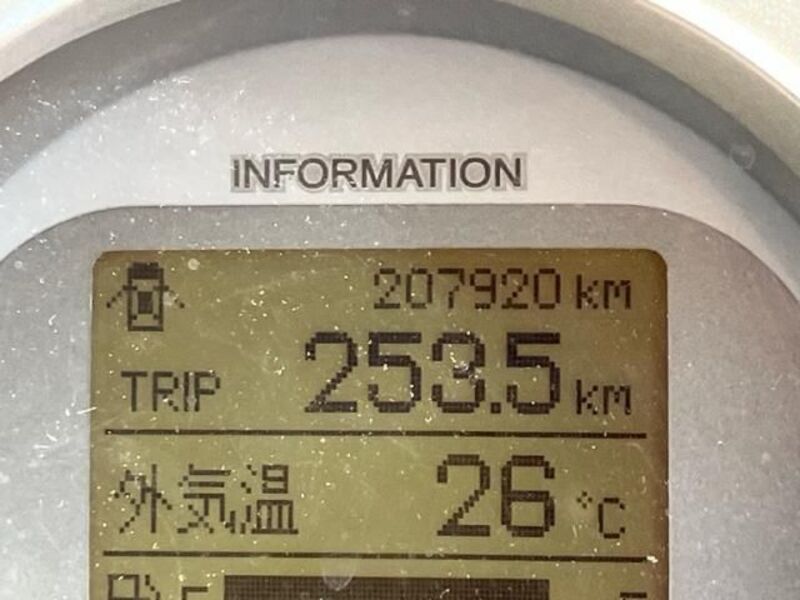 INFORMATION
207920 km
TRIP 253.5 km
外気温 26 °C